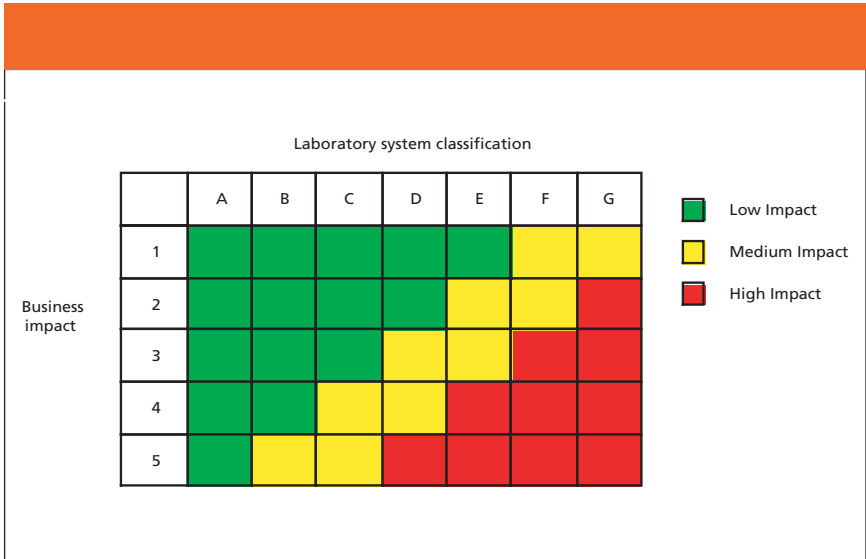 Laboratory system classification
A B C D E F G
Low Impact
1
Medium Impact
2
High Impact
Business
impact
3
4
5